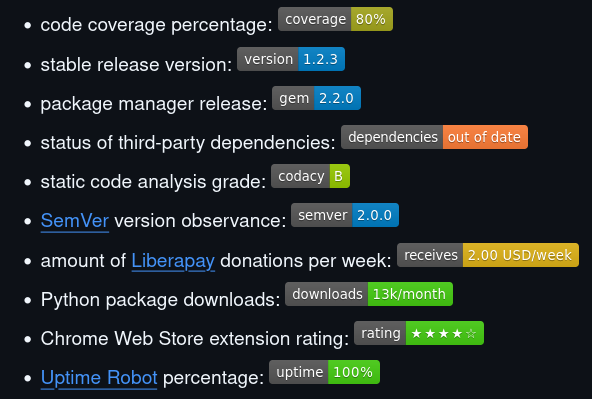 • code coverage percentage: coverage 80%
• stable release version: version 1.2.3
• package manager release: gem 2.2.0
• status of third-party dependencies: dependencies out of date
• static code analysis grade: codacy B
• SemVer version observance: semver 2.0.0
• amount of Liberapay donations per week: receives 2.00 USD/week
• Python package downloads: downloads 13k/month
• Chrome Web Store extension rating: rating ★★★★☆
• Uptime Robot percentage: uptime 100%